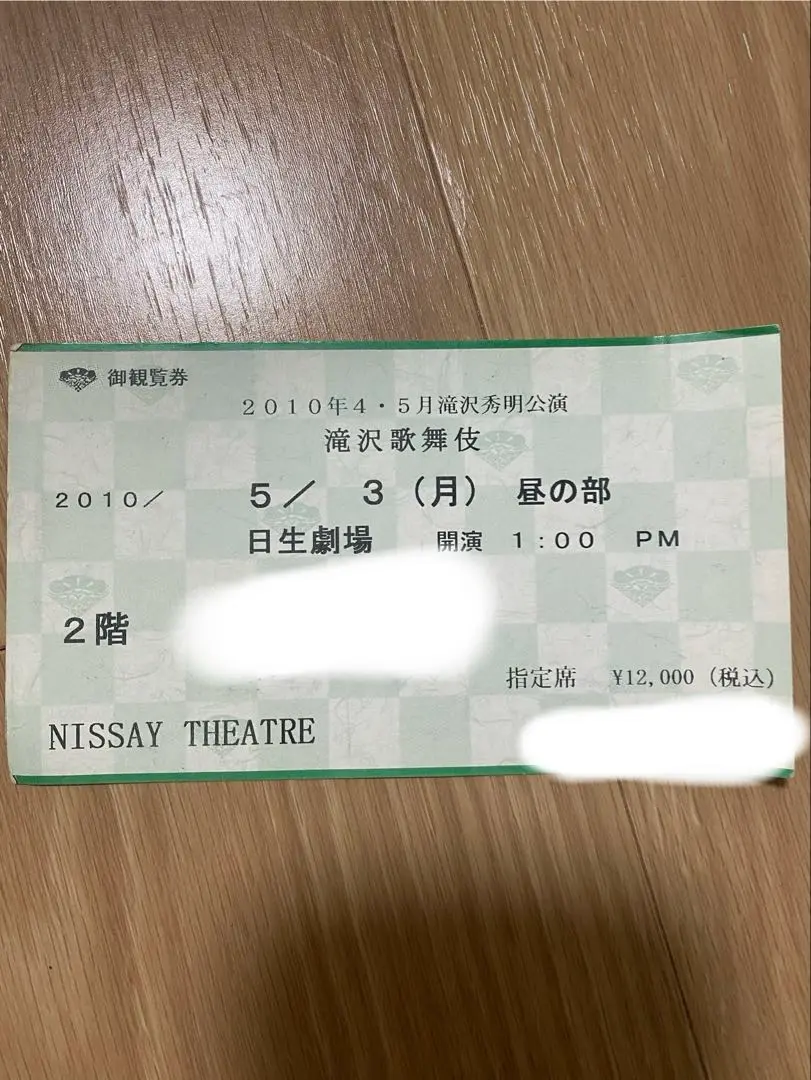 御観覧券
2010年4・5月滝沢秀明公演
滝沢歌舞伎
2010／ 5／ 3（月） 昼の部
日生劇場 開演 1:00 PM
2階
指定席 ¥12,000（税込）
NISSAY THEATRE